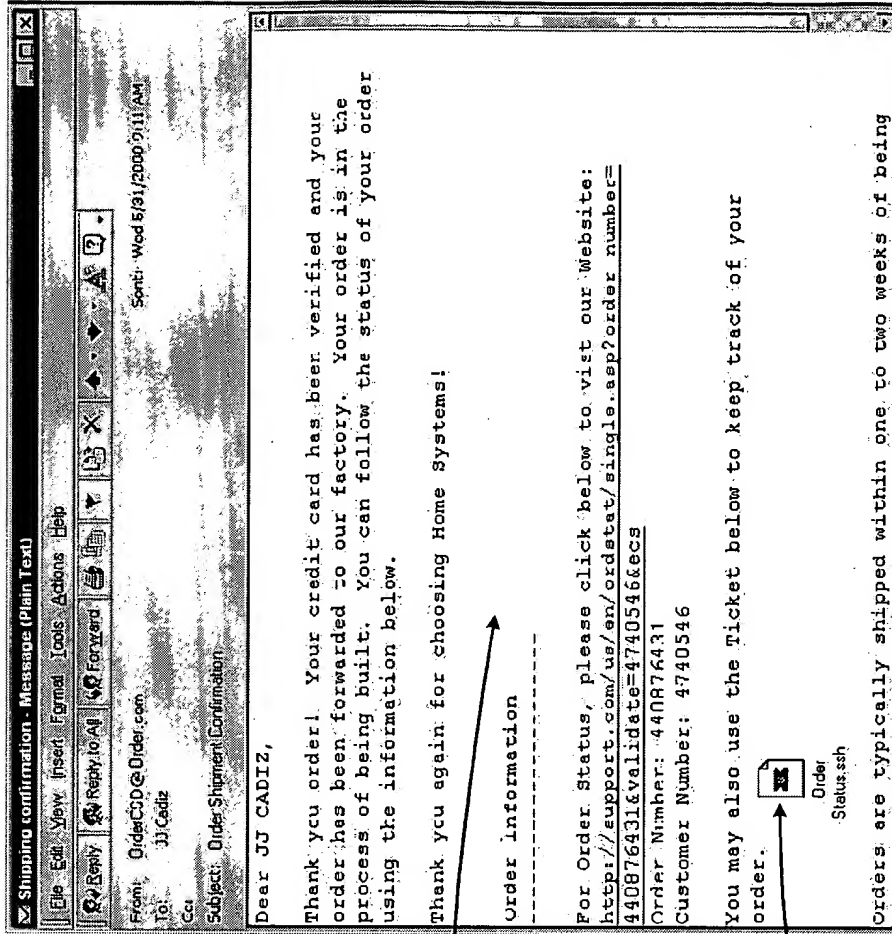 Shipping confirmation - Message (Plain Text)
File Edit View Insert Format Tools Actions Help
Reply Reply to All Forward
From: OrderCSD@Order.com Sent: Wed 5/31/2000 9:11 AM
To: JJ Cadiz
Cc:
Subject: Order Shipment Confirmation
Dear JJ CADIZ,
Thank you order! Your credit card has been verified and your
order has been forwarded to our factory. Your order is in the
process of being built. You can follow the status of your order
using the information below.
Thank you again for choosing Home Systems!
Order Information
-----------------
For Order Status, please click below to vist our Website:
http://support.com/us/en/ordstat/single.asp?order number=
440876431&validate=4740546&ecs
Order Number: 440876431
Customer Number: 4740546
You may also use the Ticket below to keep track of your
order.
Order
Status.ssh
Orders are typically shipped within one to two weeks of being